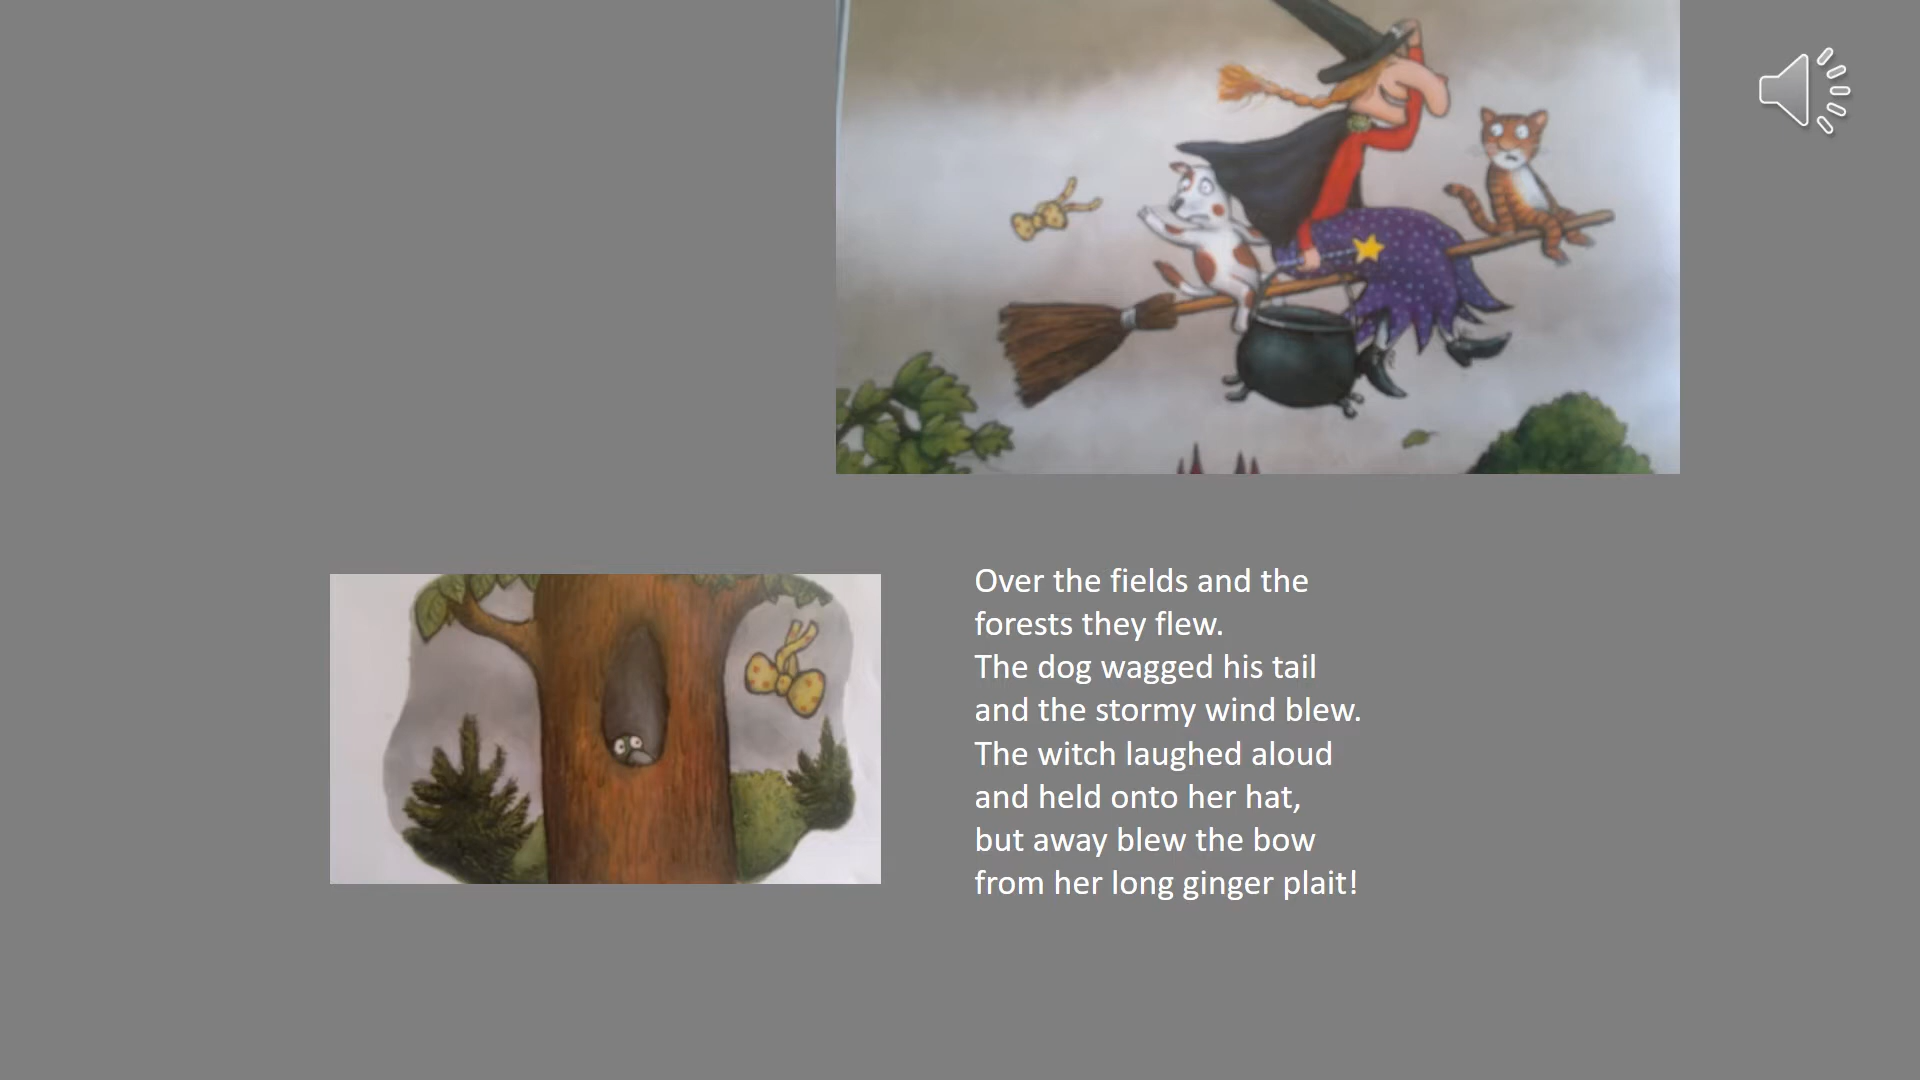 Over the fields and the
forests they flew.
The dog wagged his tail
and the stormy wind blew.
The witch laughed aloud
and held onto her hat,
but away blew the bow
from her long ginger plait!